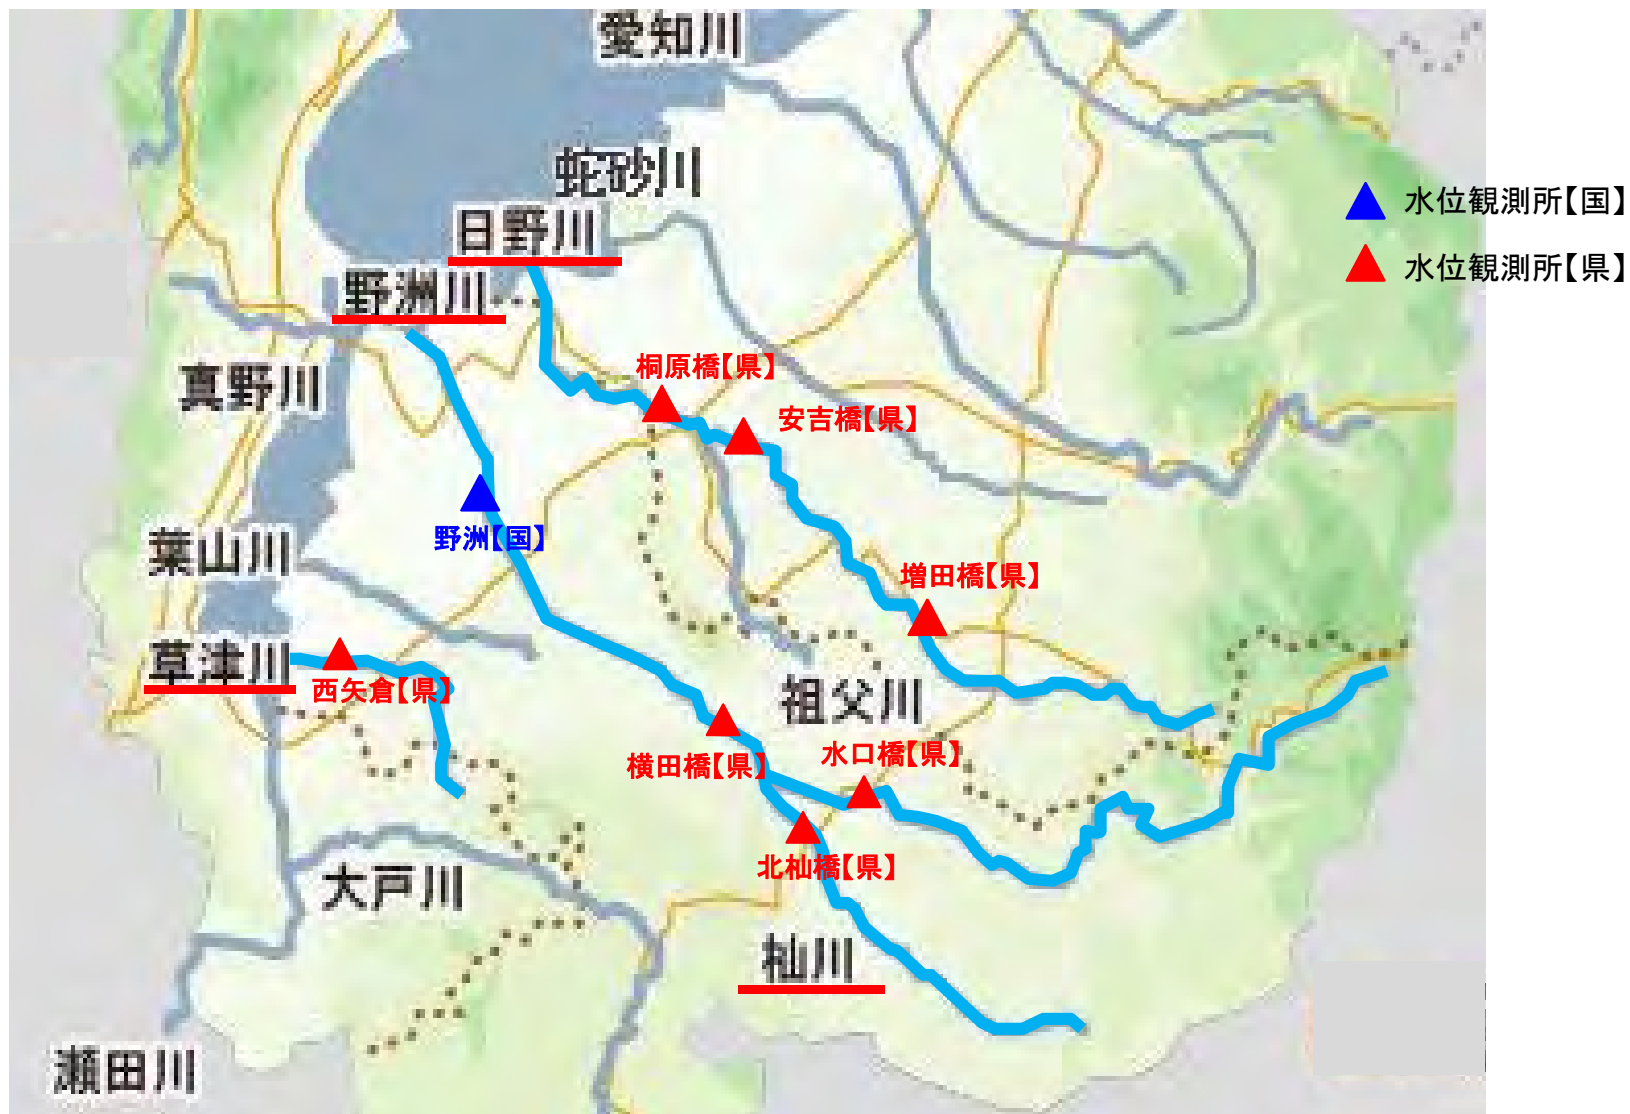 愛知川
蛇砂川
水位観測所【国】
日野川
水位観測所【県】
野洲川
桐原橋【県】
真野川
安吉橋【県】
野洲【国】
葉山川
増田橋【県】
草津川
西矢倉【県】
祖父川
横田橋【県】
水口橋【県】
北杣橋【県】
大戸川
杣川
瀬田川